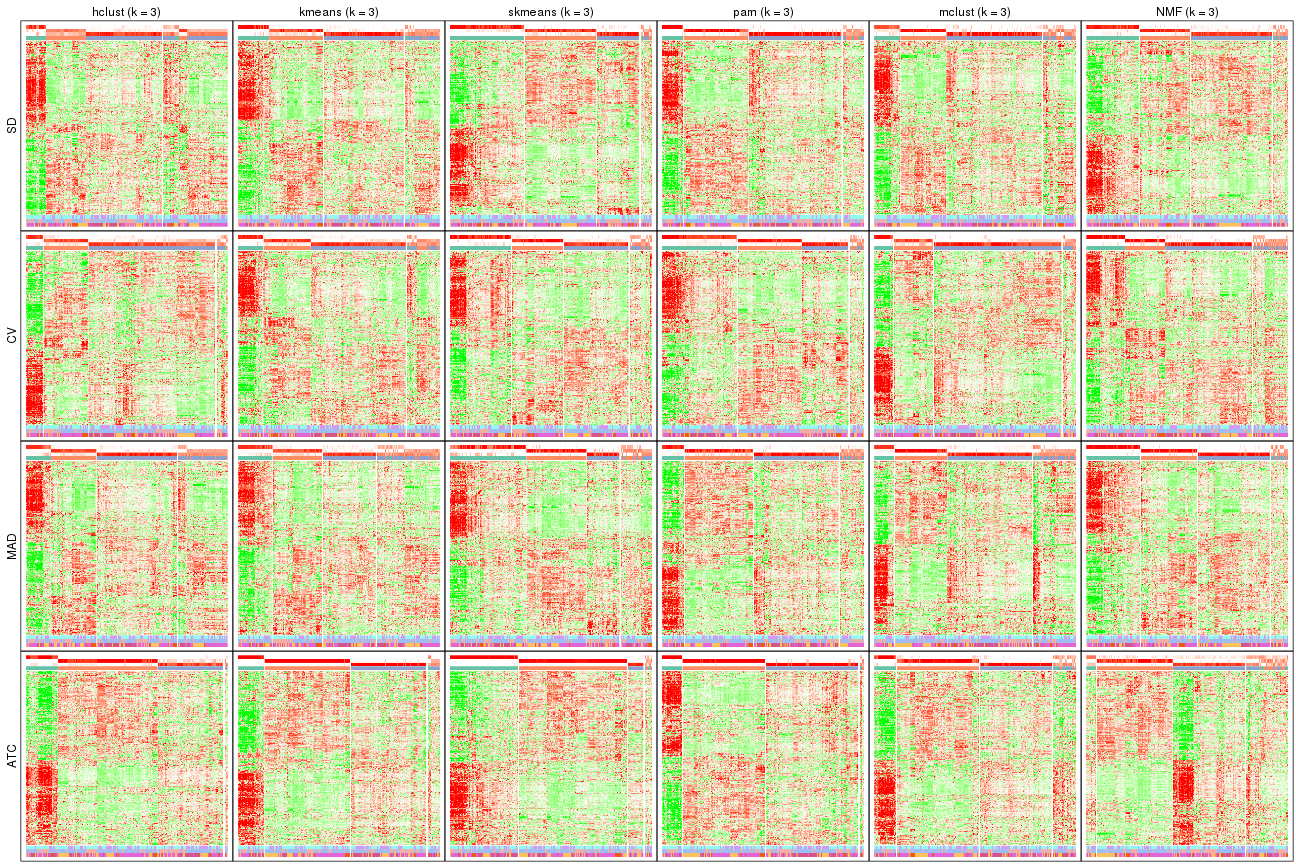 hclust (k = 3) kmeans (k = 3) skmeans (k = 3) pam (k = 3) mclust (k = 3) NMF (k = 3)
SD
CV
MAD
ATC